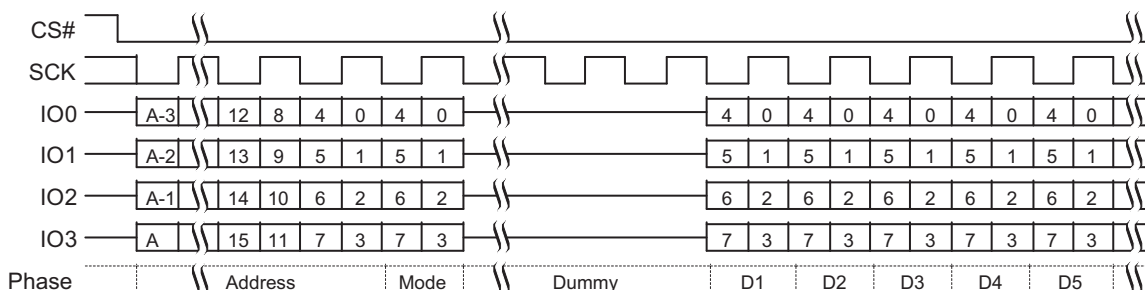 CS#
SCK
IO0 A-3 12 8 4 0 4 0 4 0 4 0 4 0 4 0 4 0
IO1 A-2 13 9 5 1 5 1 5 1 5 1 5 1 5 1 5 1
IO2 A-1 14 10 6 2 6 2 6 2 6 2 6 2 6 2 6 2
IO3 A 15 11 7 3 7 3 7 3 7 3 7 3 7 3 7 3
Phase Address Mode Dummy D1 D2 D3 D4 D5